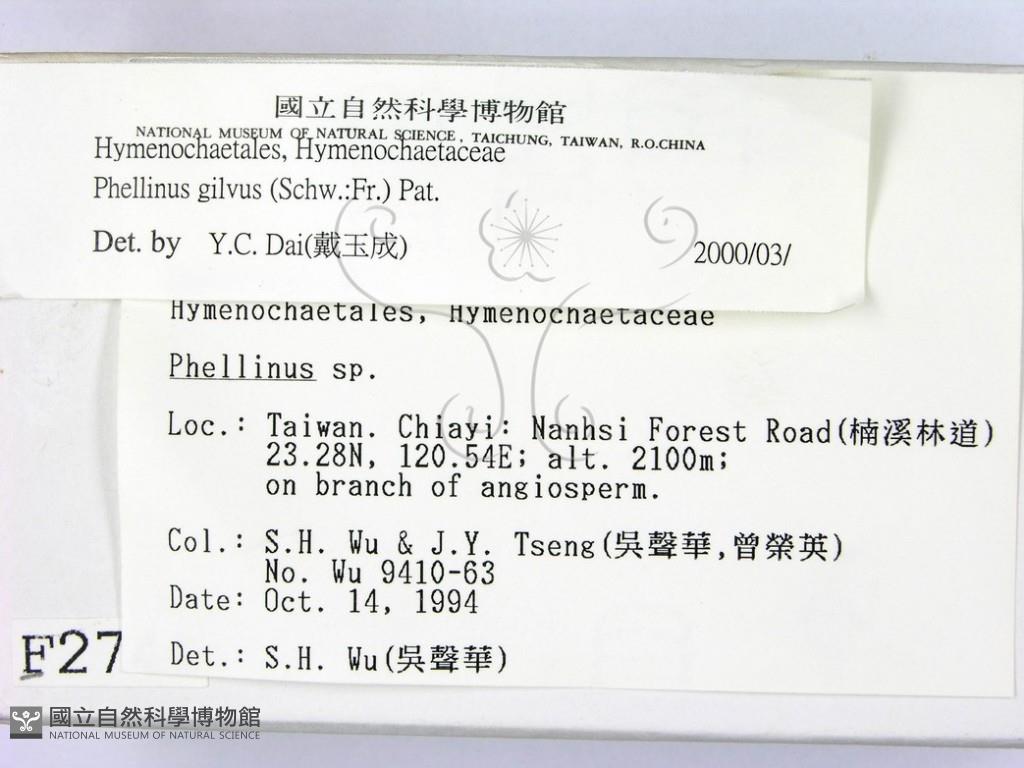 國立自然科學博物館
NATIONAL MUSEUM OF NATURAL SCIENCE, TAICHUNG, TAIWAN, R.O.CHINA
Hymenochaetales, Hymenochaetaceae
Phellinus gilvus (Schw.:Fr.) Pat.
Det. by Y.C. Dai(戴玉成) 2000/03/
Hymenochaetales, Hymenochaetaceae
Phellinus sp.
Loc.: Taiwan. Chiayi: Nanhsi Forest Road(楠溪林道)
23.28N, 120.54E; alt. 2100m;
on branch of angiosperm.
Col.: S.H. Wu & J.Y. Tseng(吳聲華,曾榮英)
No. Wu 9410-63
Date: Oct. 14, 1994
Det.: S.H. Wu(吳聲華)
F27
國立自然科學博物館
NATIONAL MUSEUM OF NATURAL SCIENCE